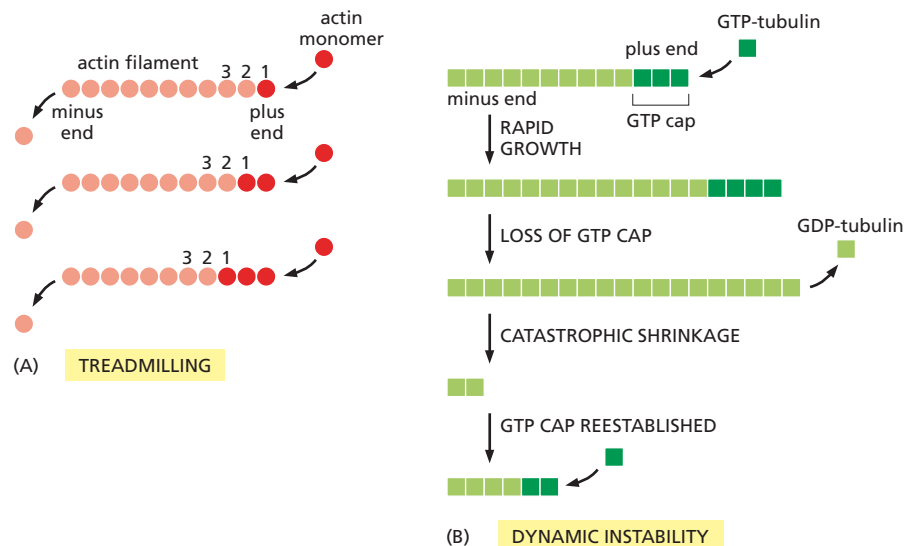 actin
monomer
actin filament
3 2 1
minus
end
plus
end
3 2 1
3 2 1
(A) TREADMILLING
GTP-tubulin
plus end
minus end
GTP cap
RAPID
GROWTH
LOSS OF GTP CAP
GDP-tubulin
CATASTROPHIC SHRINKAGE
GTP CAP REESTABLISHED
(B) DYNAMIC INSTABILITY